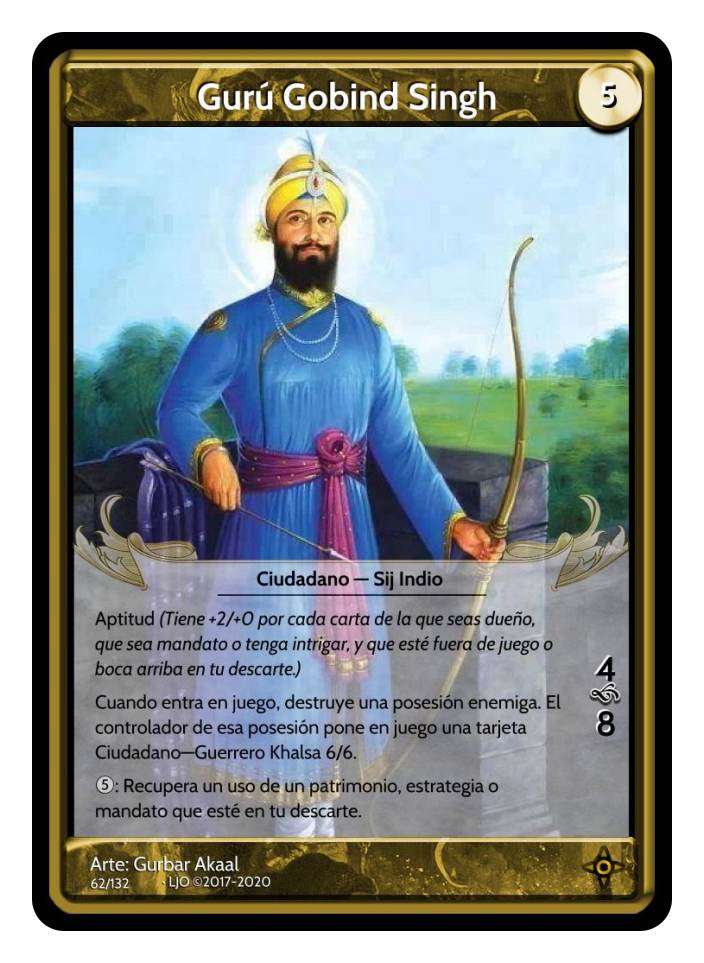 Gurú Gobind Singh
5
Ciudadano — Sij Indio
Aptitud (Tiene +2/+0 por cada carta de la que seas dueño,
que sea mandato o tenga intrigar, y que esté fuera de juego o
boca arriba en tu descarte.)
Cuando entra en juego, destruye una posesión enemiga. El
controlador de esa posesión pone en juego una tarjeta
Ciudadano—Guerrero Khalsa 6/6.
4
8
⑤: Recupera un uso de un patrimonio, estrategia o
mandato que esté en tu descarte.
Arte: Gurbar Akaal
62/132 · LJO ©2017-2020